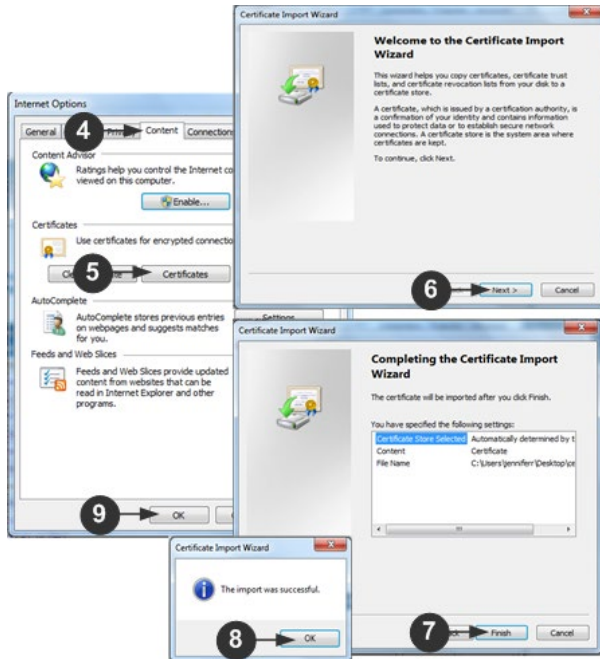 Certificate Import Wizard
Welcome to the Certificate Import
Wizard
This wizard helps you copy certificates, certificate trust
lists, and certificate revocation lists from your disk to a
certificate store.
A certificate, which is issued by a certification authority, is
a confirmation of your identity and contains information
used to protect data or to establish secure network
connections. A certificate store is the system area where
certificates are kept.
To continue, click Next.
6
Next >
Cancel
Internet Options
General
4
Content
Connections
Content Advisor
Ratings help you control the Internet
viewed on this computer.
Enable...
Certificates
Use certificates for encrypted
5
Certificates
AutoComplete
AutoComplete stores previous entries
on webpages and suggests matches
for you.
Settings
Feeds and Web Slices
Feeds and Web Slices provide updated
content from websites that can be
read in Internet Explorer and other
programs.
9
OK
Certificate Import Wizard
Completing the Certificate Import
Wizard
The certificate will be imported after you click Finish.
You have specified the following settings:
Certificate Store Selected Automatically determined by t
Content Certificate
File Name C:\Users\jenniferr\Desktop\ce
7
Finish
Cancel
Certificate Import Wizard
The import was successful.
8
OK